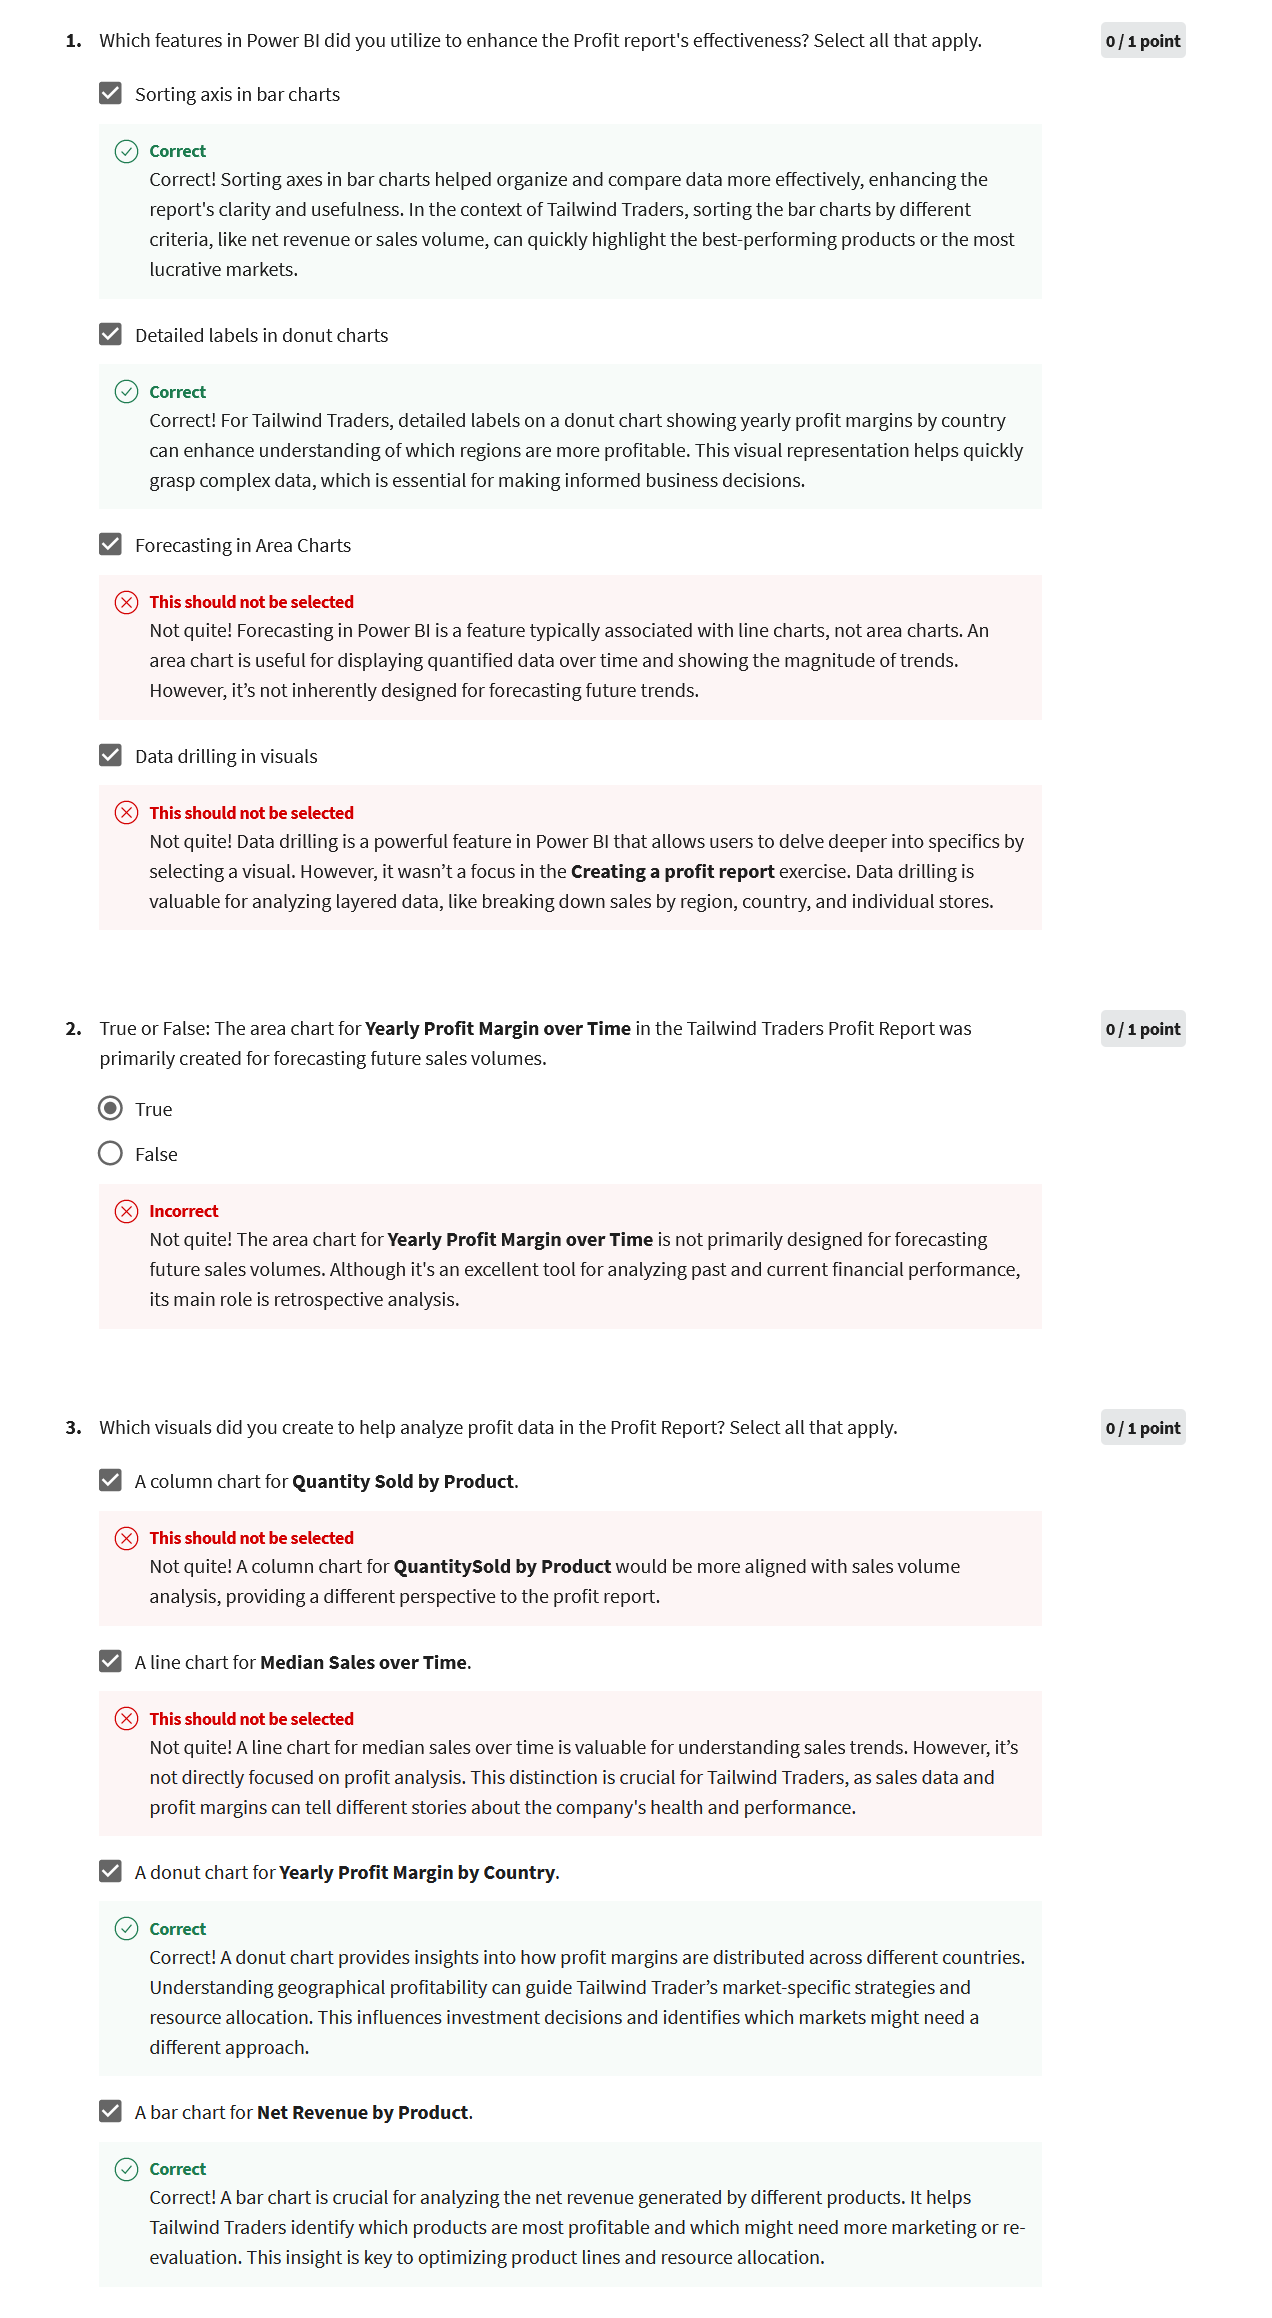 1. Which features in Power BI did you utilize to enhance the Profit report's effectiveness? Select all that apply.
0 / 1 point
Sorting axis in bar charts
Correct
Correct! Sorting axes in bar charts helped organize and compare data more effectively, enhancing the
report's clarity and usefulness. In the context of Tailwind Traders, sorting the bar charts by different
criteria, like net revenue or sales volume, can quickly highlight the best-performing products or the most
lucrative markets.
Detailed labels in donut charts
Correct
Correct! For Tailwind Traders, detailed labels on a donut chart showing yearly profit margins by country
can enhance understanding of which regions are more profitable. This visual representation helps quickly
grasp complex data, which is essential for making informed business decisions.
Forecasting in Area Charts
This should not be selected
Not quite! Forecasting in Power BI is a feature typically associated with line charts, not area charts. An
area chart is useful for displaying quantified data over time and showing the magnitude of trends.
However, it’s not inherently designed for forecasting future trends.
Data drilling in visuals
This should not be selected
Not quite! Data drilling is a powerful feature in Power BI that allows users to delve deeper into specifics by
selecting a visual. However, it wasn’t a focus in the Creating a profit report exercise. Data drilling is
valuable for analyzing layered data, like breaking down sales by region, country, and individual stores.
2. True or False: The area chart for Yearly Profit Margin over Time in the Tailwind Traders Profit Report was
primarily created for forecasting future sales volumes.
0 / 1 point
True
False
Incorrect
Not quite! The area chart for Yearly Profit Margin over Time is not primarily designed for forecasting
future sales volumes. Although it's an excellent tool for analyzing past and current financial performance,
its main role is retrospective analysis.
3. Which visuals did you create to help analyze profit data in the Profit Report? Select all that apply.
0 / 1 point
A column chart for Quantity Sold by Product.
This should not be selected
Not quite! A column chart for QuantitySold by Product would be more aligned with sales volume
analysis, providing a different perspective to the profit report.
A line chart for Median Sales over Time.
This should not be selected
Not quite! A line chart for median sales over time is valuable for understanding sales trends. However, it’s
not directly focused on profit analysis. This distinction is crucial for Tailwind Traders, as sales data and
profit margins can tell different stories about the company's health and performance.
A donut chart for Yearly Profit Margin by Country.
Correct
Correct! A donut chart provides insights into how profit margins are distributed across different countries.
Understanding geographical profitability can guide Tailwind Trader’s market-specific strategies and
resource allocation. This influences investment decisions and identifies which markets might need a
different approach.
A bar chart for Net Revenue by Product.
Correct
Correct! A bar chart is crucial for analyzing the net revenue generated by different products. It helps
Tailwind Traders identify which products are most profitable and which might need more marketing or re-
evaluation. This insight is key to optimizing product lines and resource allocation.